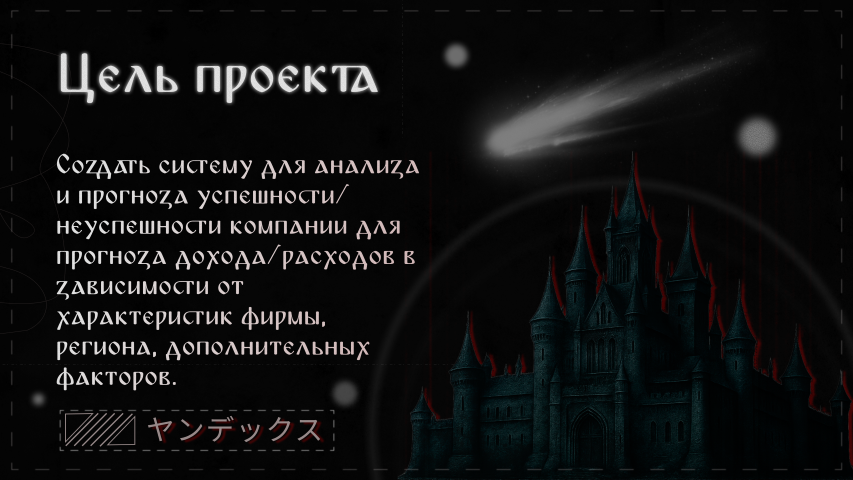 Цель проекта
Создать систему для анализа
и прогноза успешности/
неуспешности компании для
прогноза дохода/расходов в
зависимости от
характеристик фирмы,
региона, дополнительных
факторов.
ヤンデックス